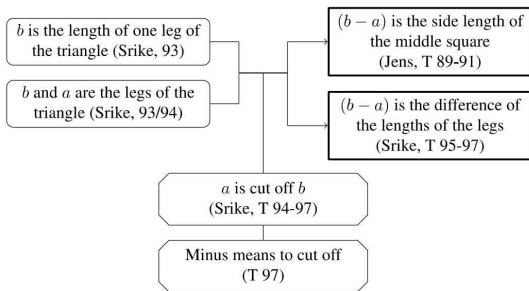 b is the length of one leg of
the triangle (Srike, 93)
b and a are the legs of the
triangle (Srike, 93/94)
(b − a) is the side length of
the middle square
(Jens, T 89-91)
(b − a) is the difference of
the lengths of the legs
(Srike, T 95-97)
a is cut off b
(Srike, T 94-97)
Minus means to cut off
(T 97)